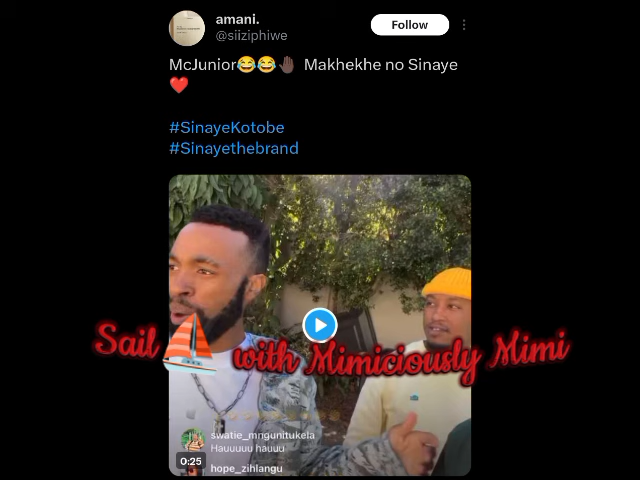 amani.
@siiziphiwe
Follow
McJunior😂😂🤚🏿 Makhekhe no Sinaye
❤️
#SinayeKotobe
#Sinayethebrand
Sail with Mimiciously Mimi
swatie_mngunitukela
Hauuuuu hauuu
0:25
hope_zihlangu